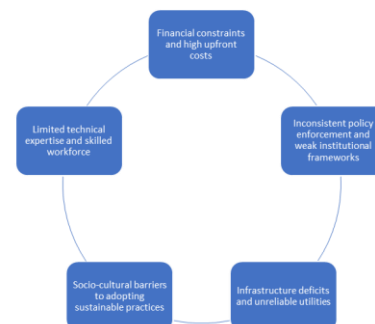 Financial constraints
and high upfront
costs
Inconsistent policy
enforcement and
weak institutional
frameworks
Infrastructure deficits
and unreliable utilities
Socio-cultural barriers
to adopting
sustainable practices
Limited technical
expertise and skilled
workforce